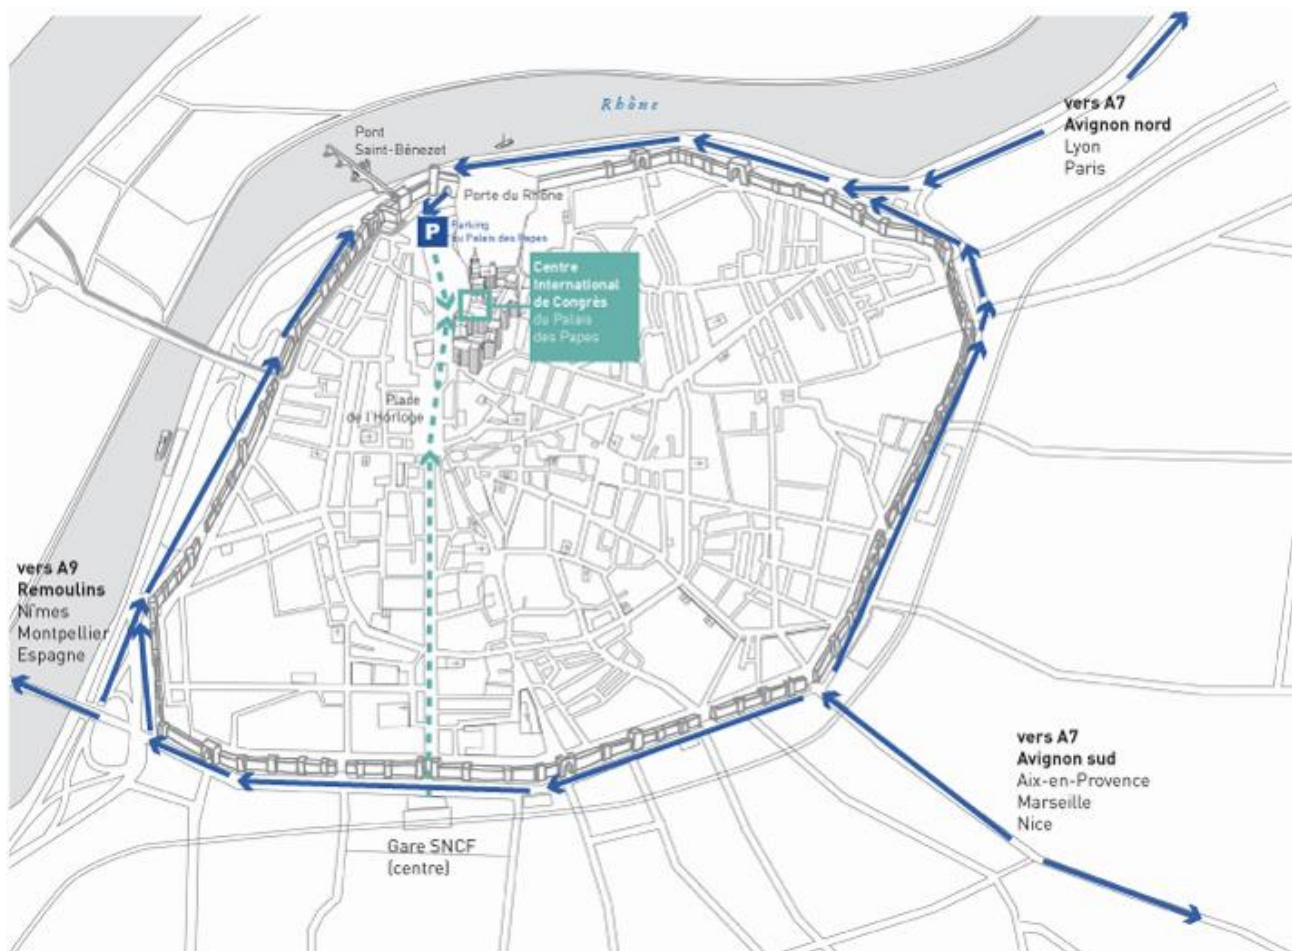 Rhône
vers A7
Avignon nord
Lyon
Paris
Pont
Saint-Bénezet
Porte du Rhône
P
Parking
du Palais des Papes
Centre
International
de Congrès
du Palais
des Papes
Place
de l'Horloge
vers A9
Remoulins
Nîmes
Montpellier
Espagne
vers A7
Avignon sud
Aix-en-Provence
Marseille
Nice
Gare SNCF
(centre)